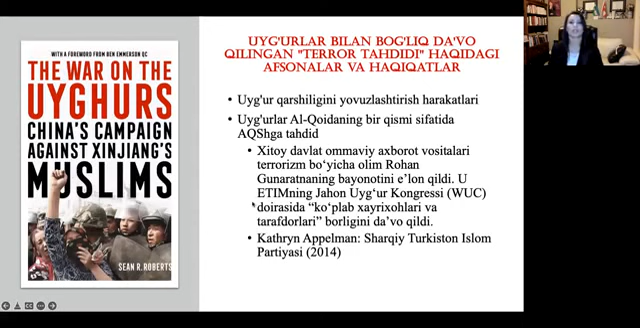 WITH A FOREWORD FROM BEN EMMERSON QC
THE WAR ON THE
UYGHURS
CHINA'S CAMPAIGN
AGAINST XINJIANG'S
MUSLIMS
SEAN R. ROBERTS
UYG'URLAR BILAN BOG'LIQ DA'VO
QILINGAN "TERROR TAHDIDI" HAQIDAGI
AFSONALAR VA HAQIQATLAR
• Uyg'ur qarshiligini yovuzlashtirish harakatlari
• Uyg'urlar Al-Qoidaning bir qismi sifatida
AQShga tahdid
• Xitoy davlat ommaviy axborot vositalari
terrorizm bo‘yicha olim Rohan
Gunaratnaning bayonotini e’lon qildi. U
ETIMning Jahon Uyg‘ur Kongressi (WUC)
doirasida “ko‘plab xayrixohlari va
tarafdorlari” borligini da’vo qildi.
• Kathryn Appelman: Sharqiy Turkiston Islom
Partiyasi (2014)